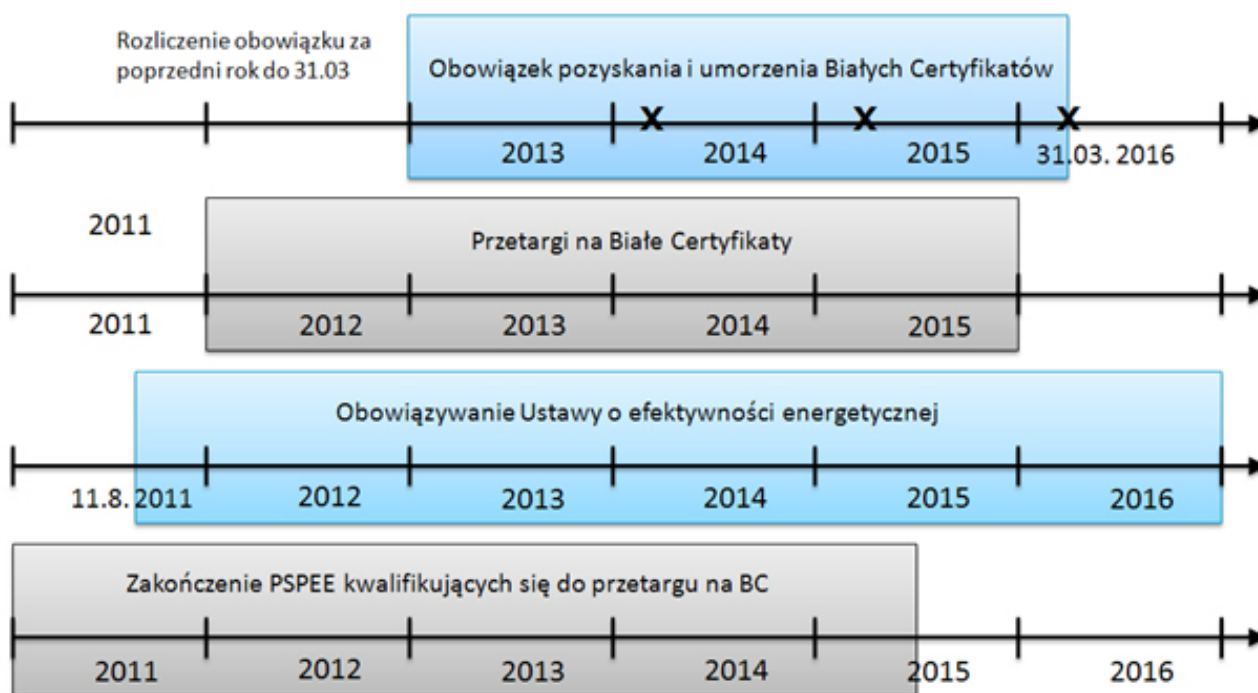 Rozliczenie obowiązku za
poprzedni rok do 31.03
Obowiązek pozyskania i umorzenia Białych Certyfikatów
X X X
2013 2014 2015 31.03. 2016
2011
Przetargi na Białe Certyfikaty
2011 2012 2013 2014 2015
Obowiązywanie Ustawy o efektywności energetycznej
11.8. 2011 2012 2013 2014 2015 2016
Zakończenie PSPEE kwalifikujących się do przetargu na BC
2011 2012 2013 2014 2015 2016